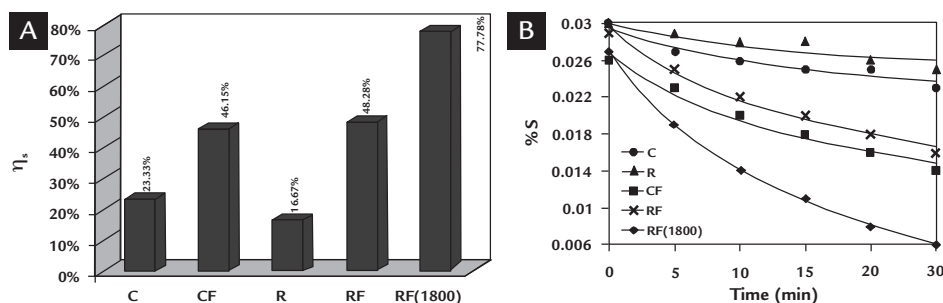 A
80%
70%
60%
50%
40%
30%
20%
10%
0%
ηs
23.33%
46.15%
16.67%
48.28%
77.78%
C CF R RF RF(1800)
B
0.03
0.026
0.022
0.018
0.014
0.01
0.006
%S
C
R
CF
RF
RF(1800)
0 5 10 15 20 30
Time (min)